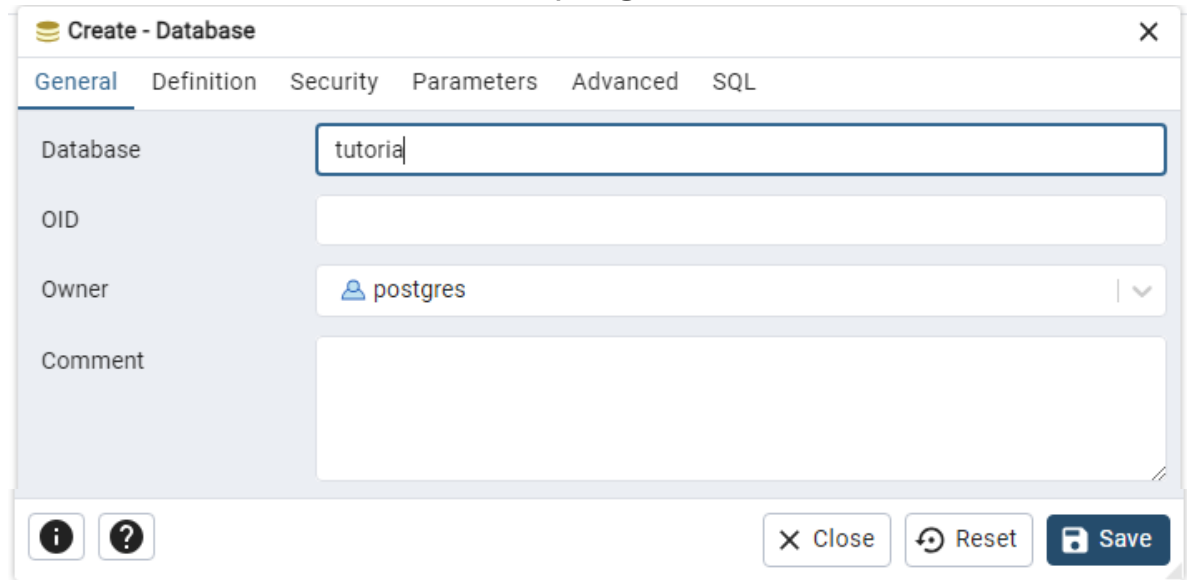 Create - Database
General Definition Security Parameters Advanced SQL
Database tutoria
OID
Owner postgres
Comment
Close Reset Save